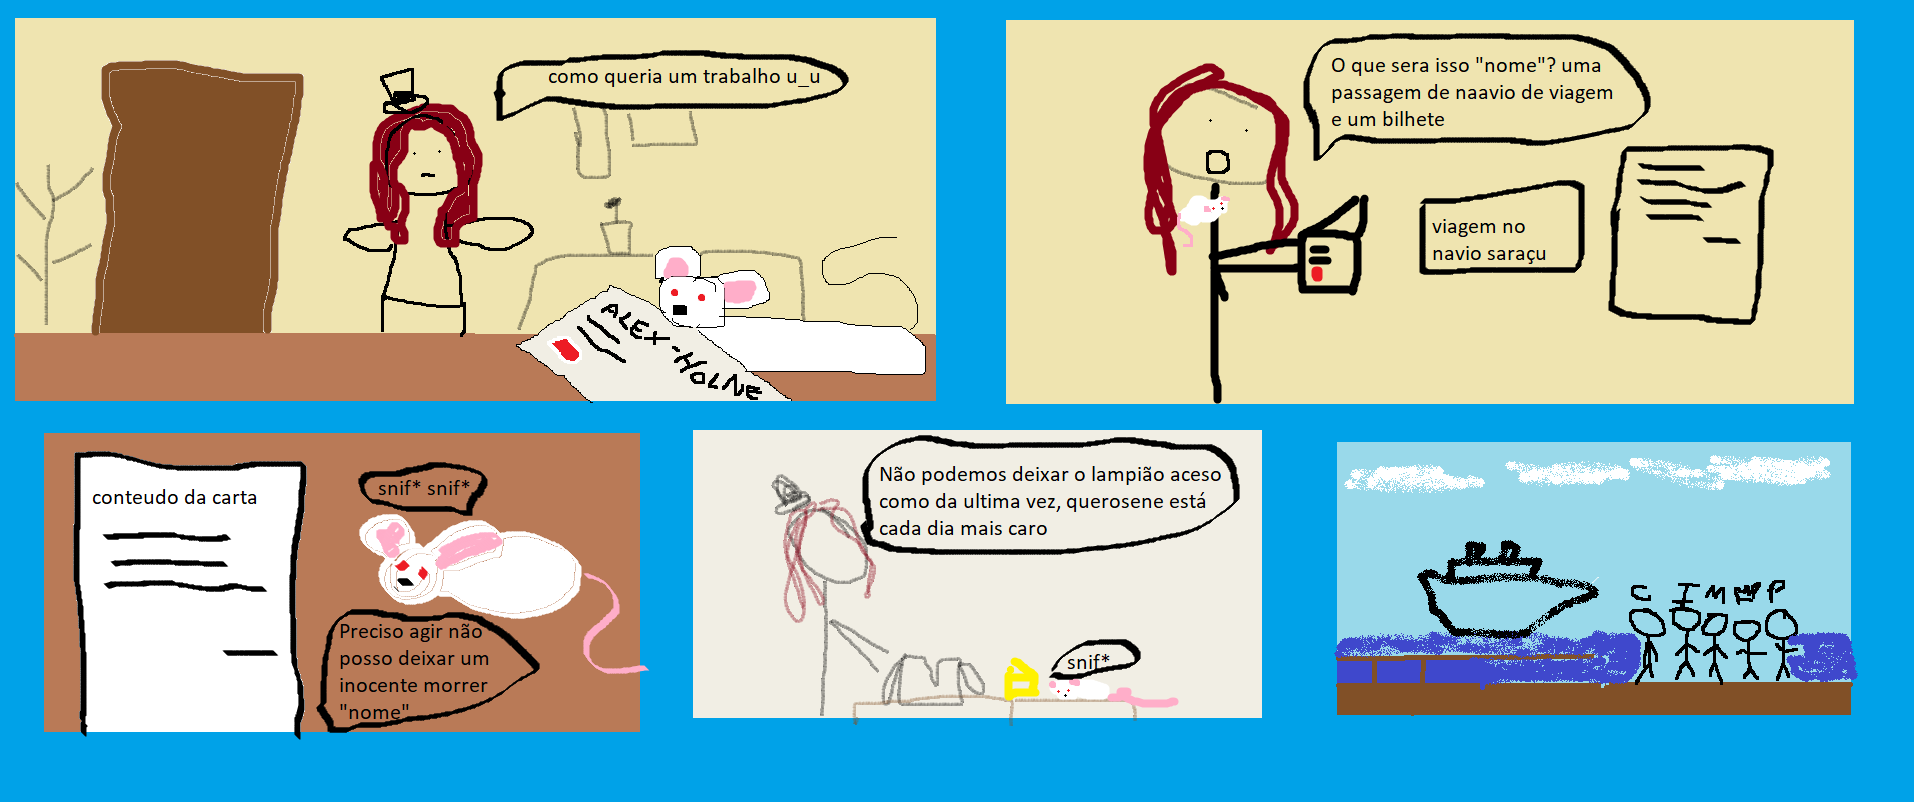 como queria um trabalho u_u
ALEX-HOLNE
O que sera isso "nome"? uma
passagem de naavio de viagem
e um bilhete
viagem no
navio saraçu
conteudo da carta
snif* snif*
Preciso agir não
posso deixar um
inocente morrer
"nome"
Não podemos deixar o lampião aceso
como da ultima vez, querosene está
cada dia mais caro
snif*
C I M M P